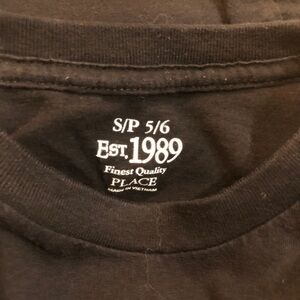 S/P 5/6
EST. 1989
Finest Quality
PLACE
MADE IN VIETNAM